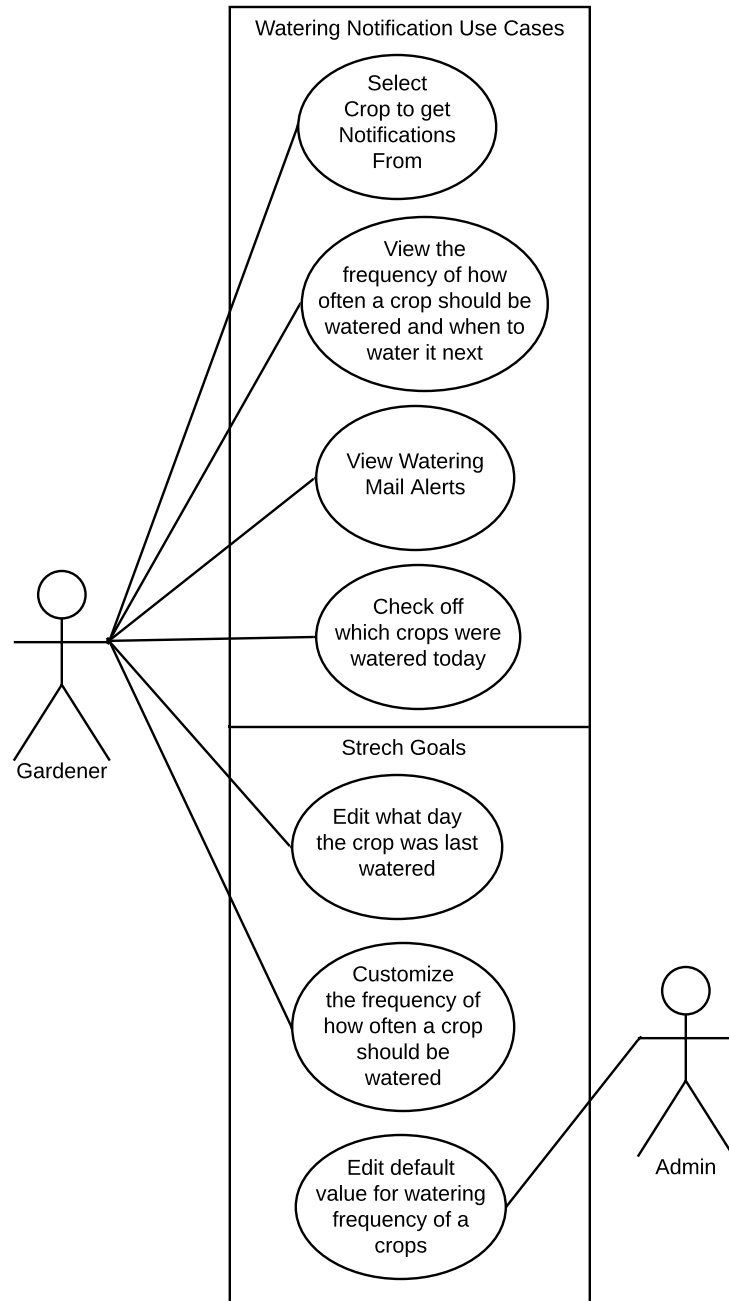 Watering Notification Use Cases
Select
Crop to get
Notifications
From
View the
frequency of how
often a crop should be
watered and when to
water it next
View Watering
Mail Alerts
Check off
which crops were
watered today
Gardener
Strech Goals
Edit what day
the crop was last
watered
Customize
the frequency of
how often a crop
should be
watered
Admin
Edit default
value for watering
frequency of a
crops